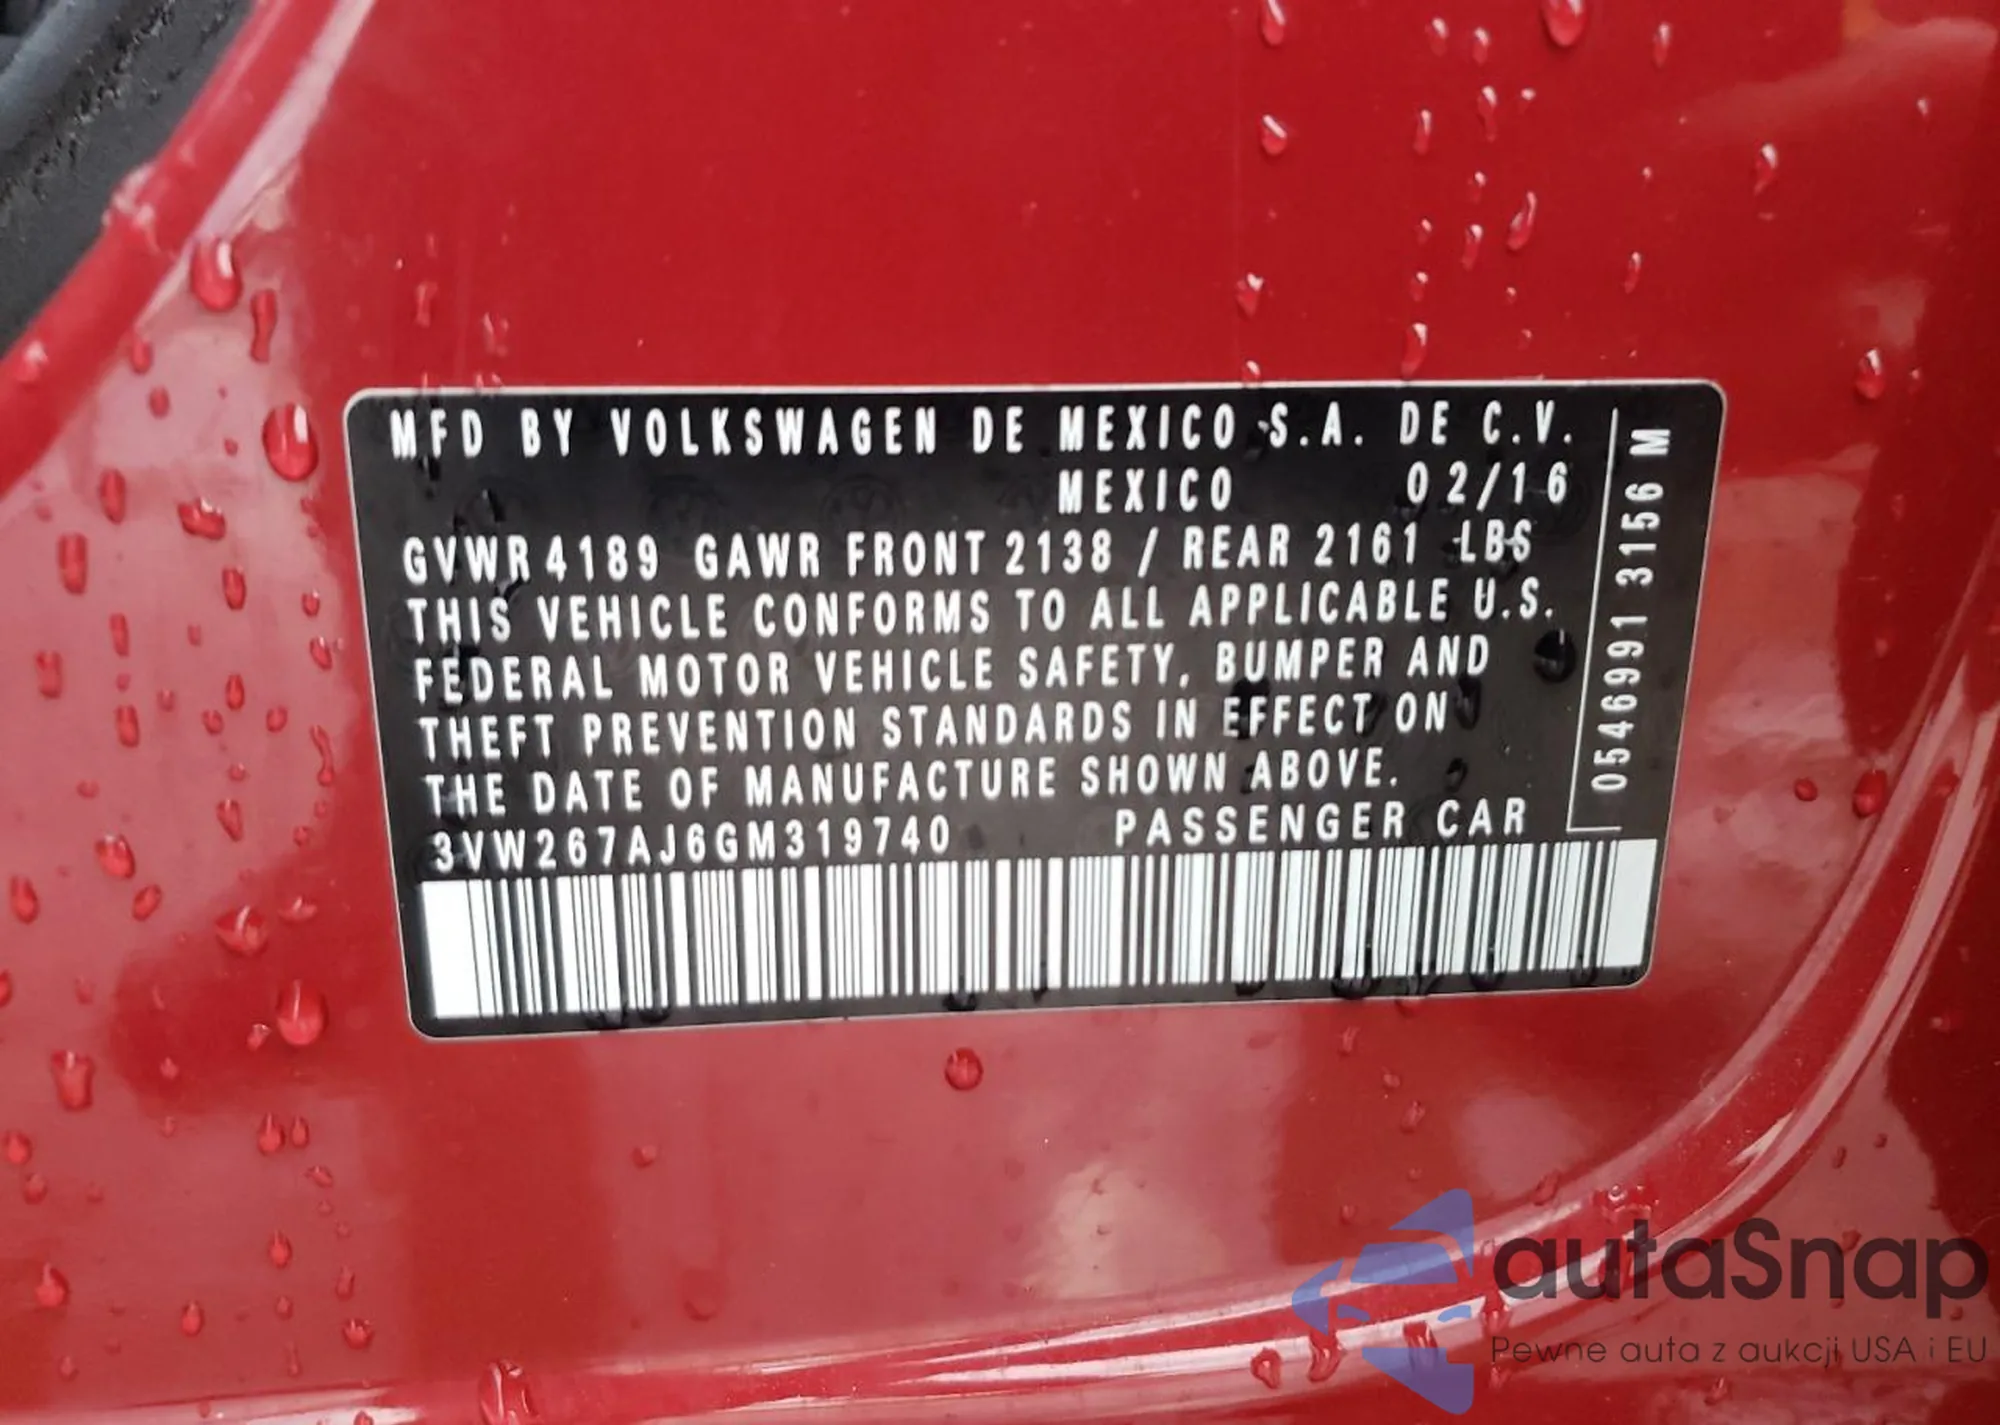 MFD BY VOLKSWAGEN DE MEXICO S.A. DE C.V.
MEXICO 02/16
GVWR 4189 GAWR FRONT 2138 / REAR 2161 LBS
THIS VEHICLE CONFORMS TO ALL APPLICABLE U.S.
FEDERAL MOTOR VEHICLE SAFETY, BUMPER AND
THEFT PREVENTION STANDARDS IN EFFECT ON
THE DATE OF MANUFACTURE SHOWN ABOVE.
3VW267AJ6GM319740 PASSENGER CAR
0546991 3156 M
autaSnap
Pewne auta z aukcji USA i EU